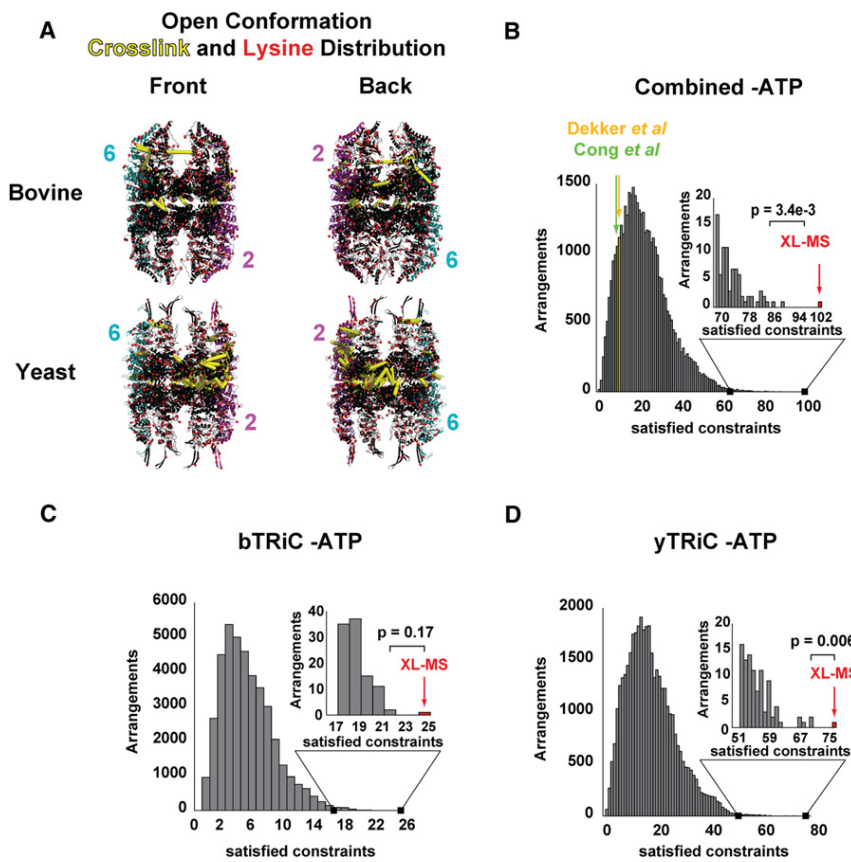 A
Open Conformation
Crosslink and Lysine Distribution
Front
Back
Bovine
6
2
2
6
Yeast
6
2
2
6
B
Combined -ATP
Dekker et al
Cong et al
1500
1000
500
0
Arrangements
0
20
40
60
80
100
satisfied constraints
20
15
10
5
0
Arrangements
p = 3.4e-3
XL-MS
70
78
86
94
102
satisfied constraints
C
bTRiC -ATP
6000
5000
4000
3000
2000
1000
0
Arrangements
0
2
6
10
14
18
22
26
satisfied constraints
40
30
20
10
0
Arrangements
p = 0.17
XL-MS
17
19
21
23
25
satisfied constraints
D
yTRiC -ATP
2000
1500
1000
500
0
Arrangements
0
20
40
60
80
satisfied constraints
20
15
10
5
0
Arrangements
p = 0.006
XL-MS
51
59
67
75
satisfied constraints